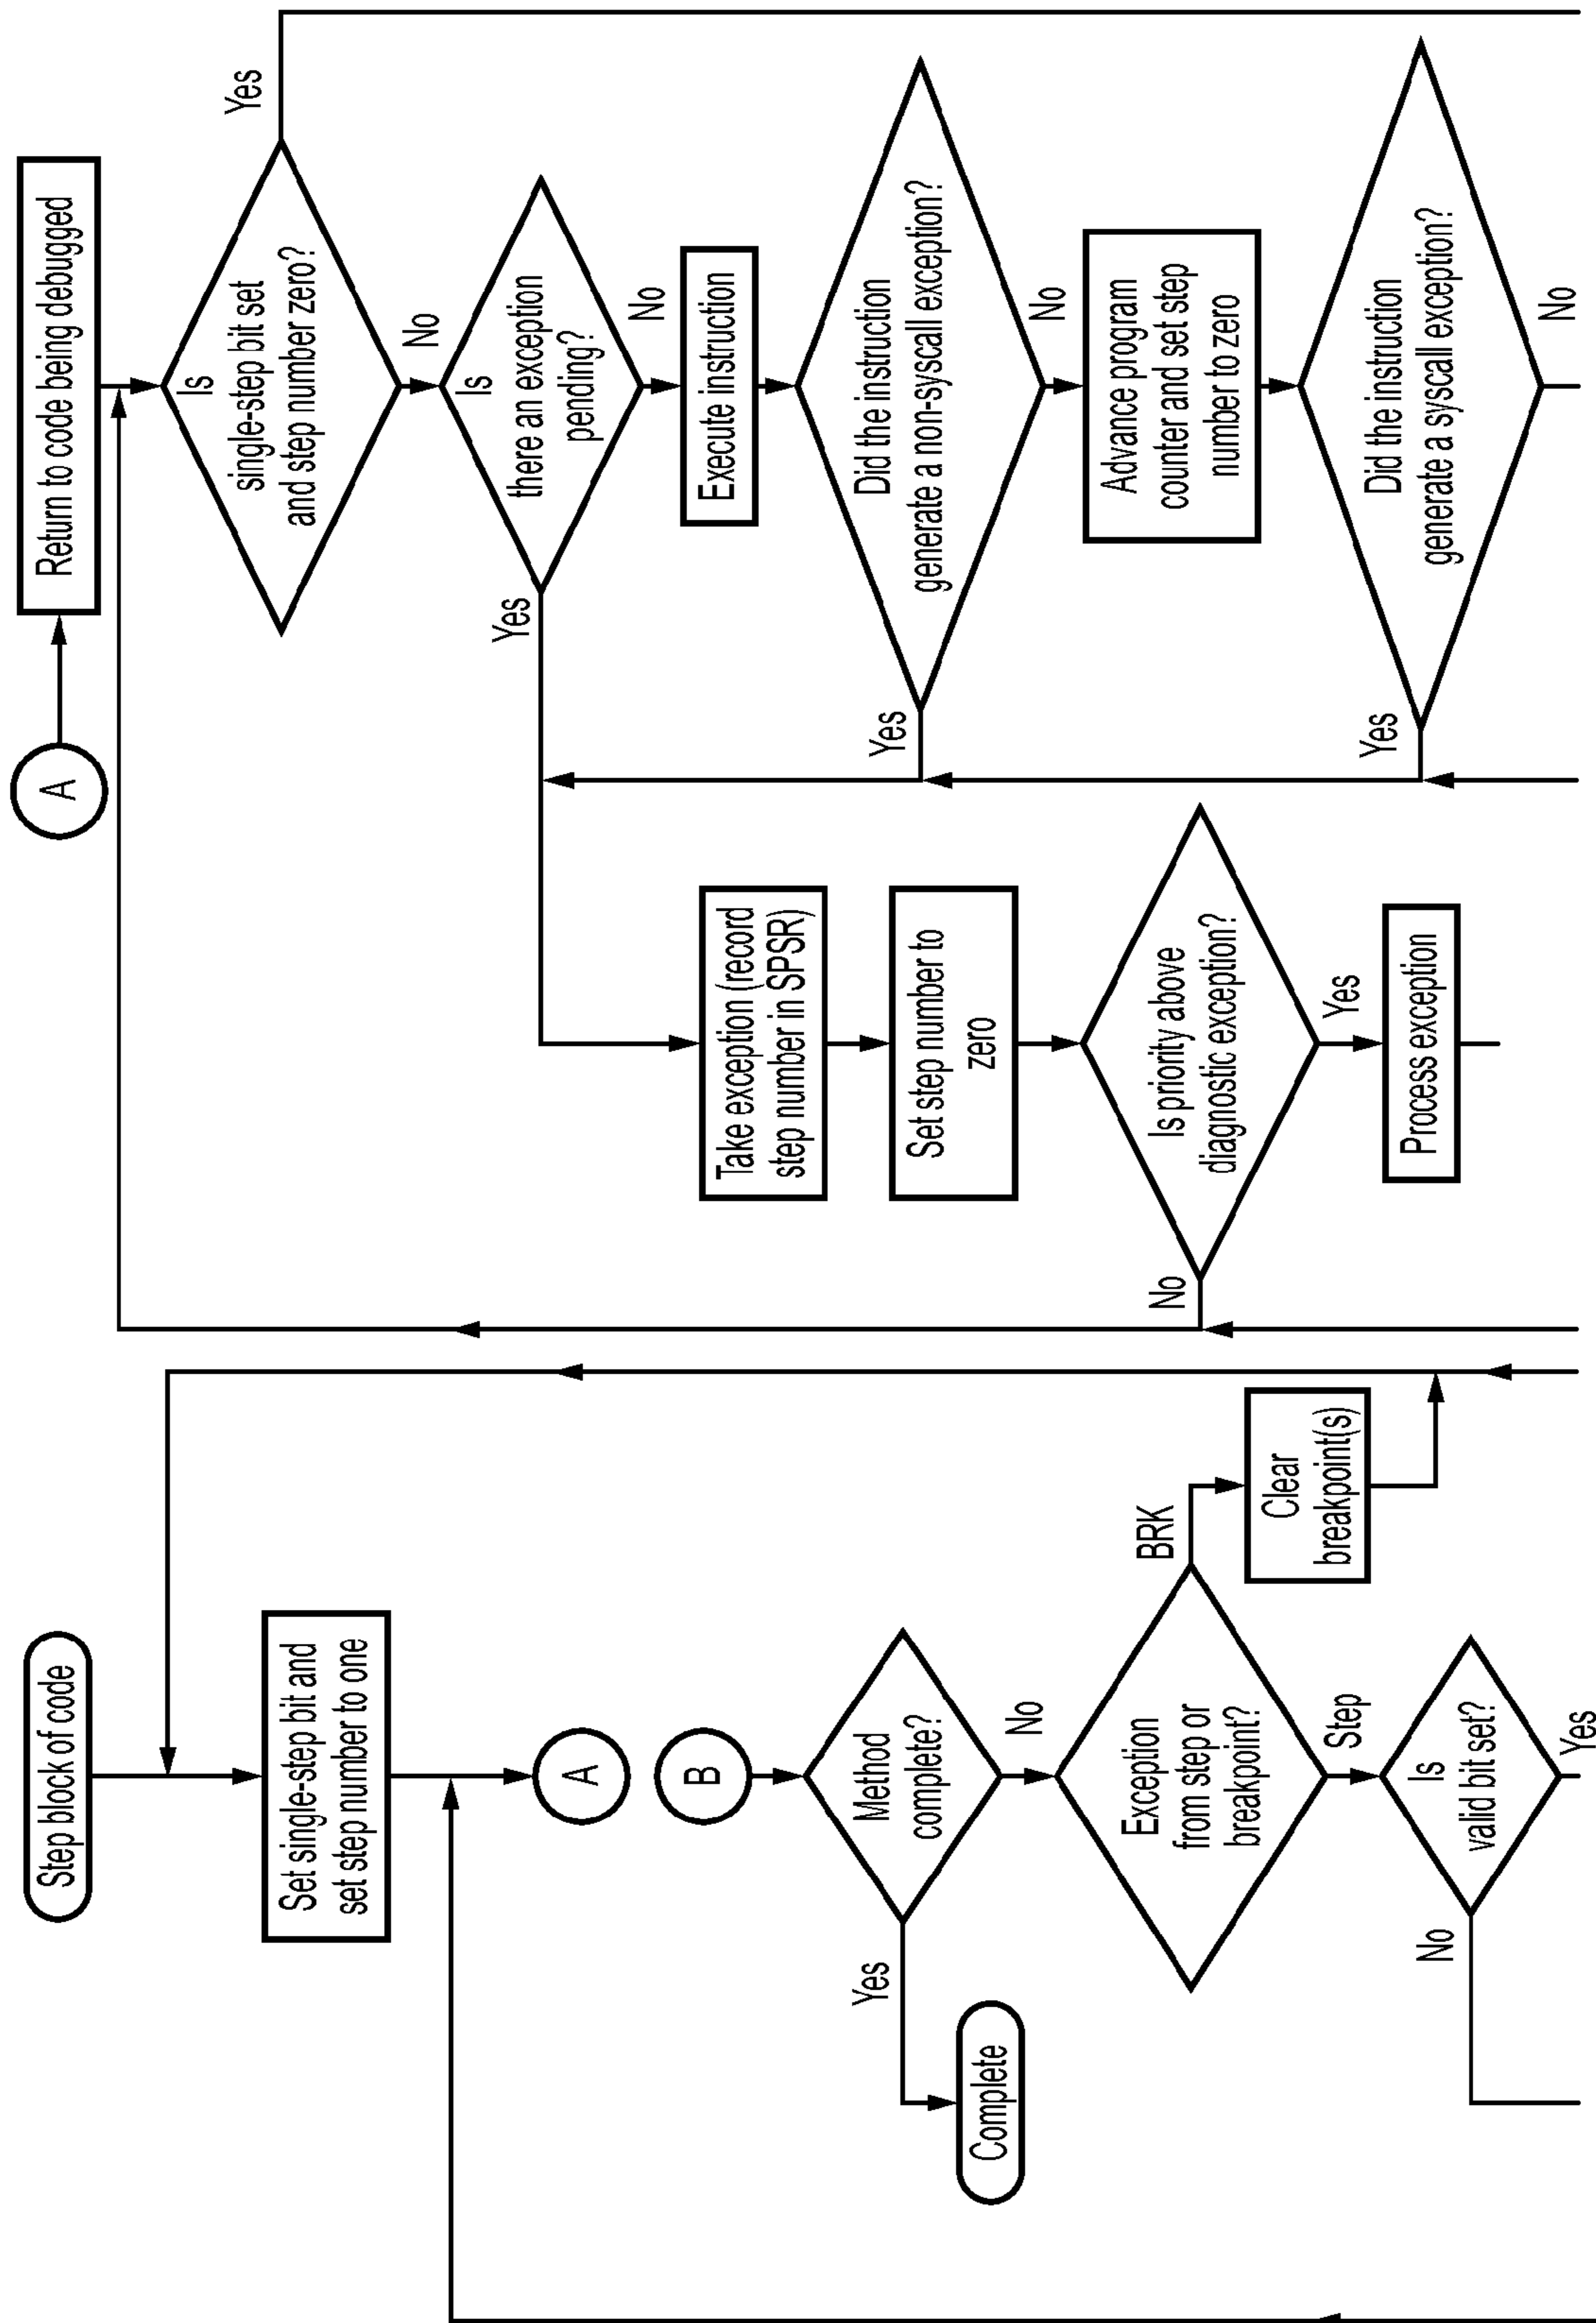 Step block of code
Set single-step bit and
set step number to one
A
B
Method
complete?
Yes
No
Complete
Exception
from step or
breakpoint?
BRK
Step
Clear
breakpoint(s)
Is
valid bit set?
No
Yes
A
Return to code being debugged
Is
single-step bit set
and step number zero?
Yes
No
Is
there an exception
pending?
Yes
No
Execute instruction
Did the instruction
generate a non-syscall exception?
Yes
No
Advance program
counter and set step
number to zero
Did the instruction
generate a syscall exception?
Yes
No
Take exception (record
step number in SPSR)
Set step number to
zero
Is priority above
diagnostic exception?
No
Yes
Process exception